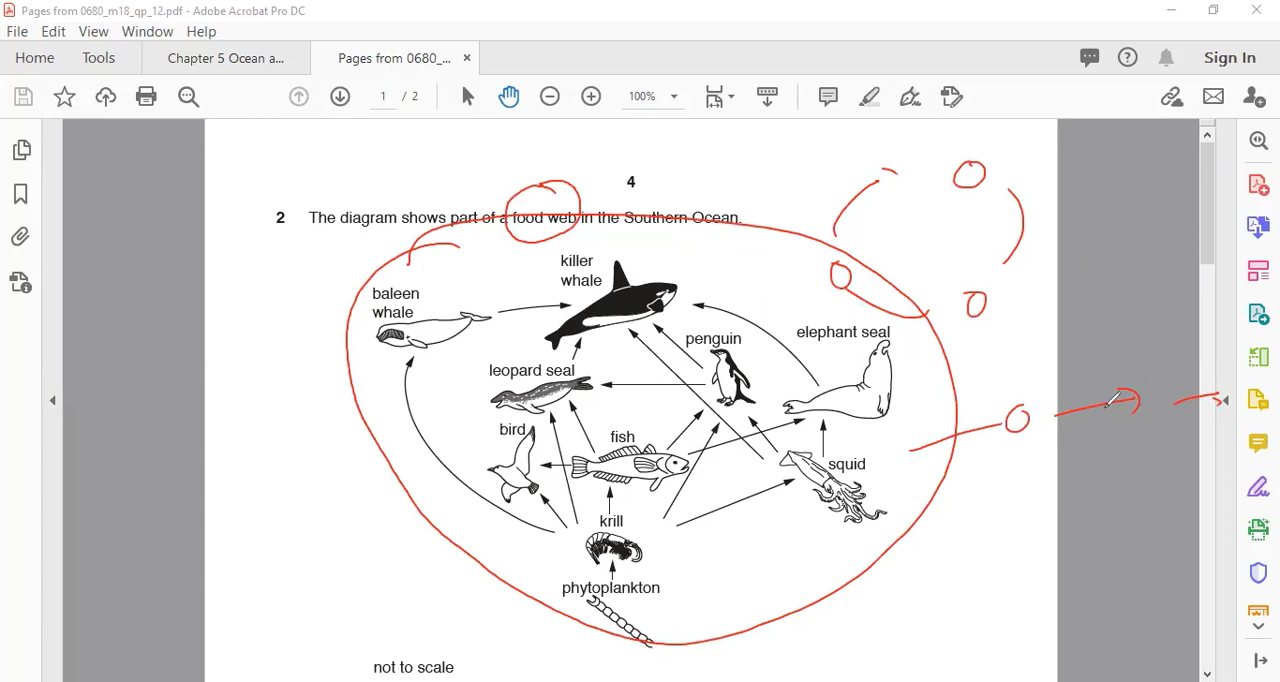 Pages from 0680_m18_qp_12.pdf - Adobe Acrobat Pro DC
File Edit View Window Help
Home Tools Chapter 5 Ocean a... Pages from 0680_... × Sign In
1 / 2 100%
4
2 The diagram shows part of a food web in the Southern Ocean.
killer
whale
baleen
whale
penguin
elephant seal
leopard seal
bird
fish
squid
krill
phytoplankton
not to scale